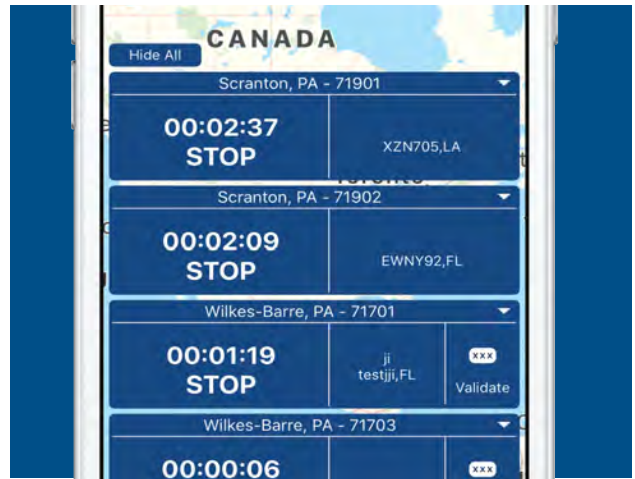 CANADA
Hide All
Scranton, PA - 71901
00:02:37
STOP
XZN705,LA
Scranton, PA - 71902
00:02:09
STOP
EWNY92,FL
Wilkes-Barre, PA - 71701
00:01:19
STOP
ji
testjji,FL
xxx
Validate
Wilkes-Barre, PA - 71703
00:00:06
xxx